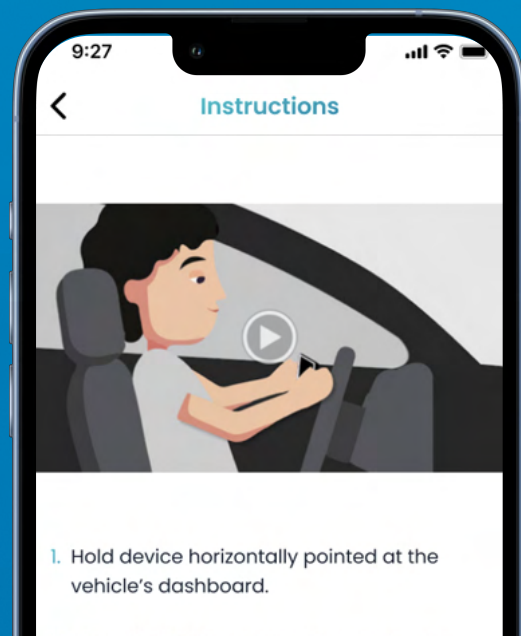 9:27
Instructions
1. Hold device horizontally pointed at the
vehicle's dashboard.